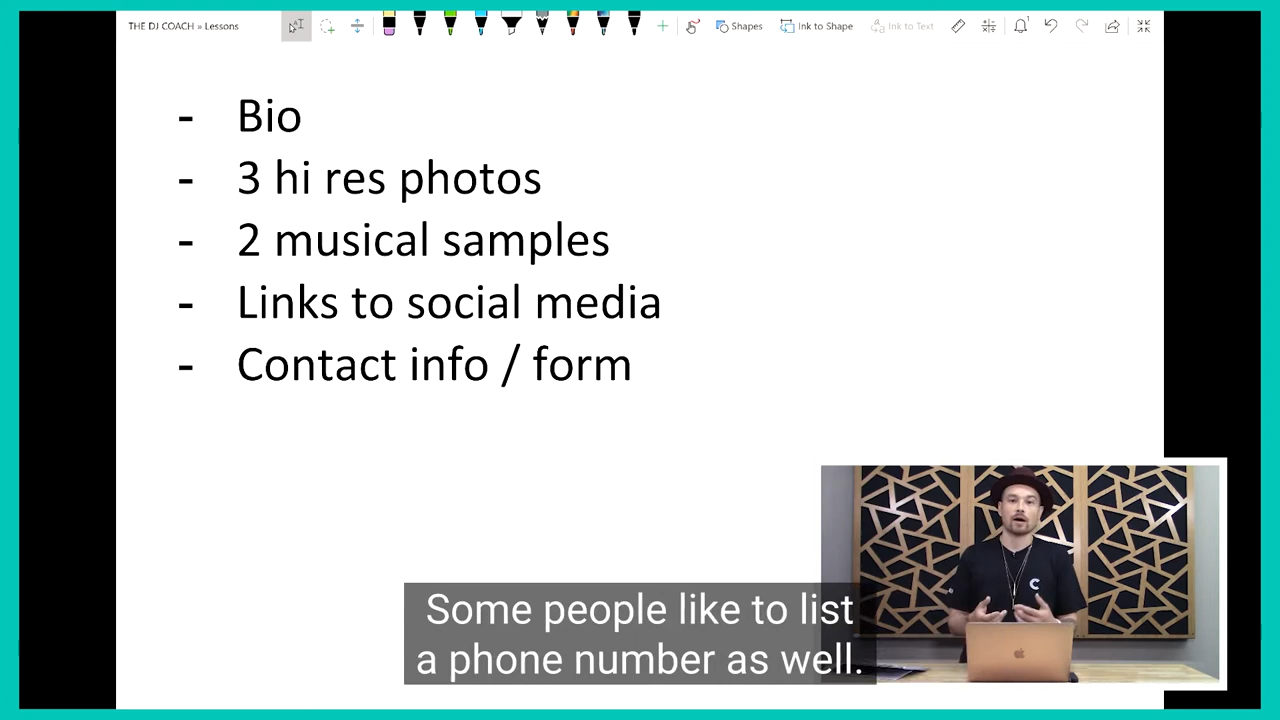 THE DJ COACH » Lessons
Shapes
Ink to Shape
Ink to Text
- Bio
- 3 hi res photos
- 2 musical samples
- Links to social media
- Contact info / form
C
Some people like to list
a phone number as well.